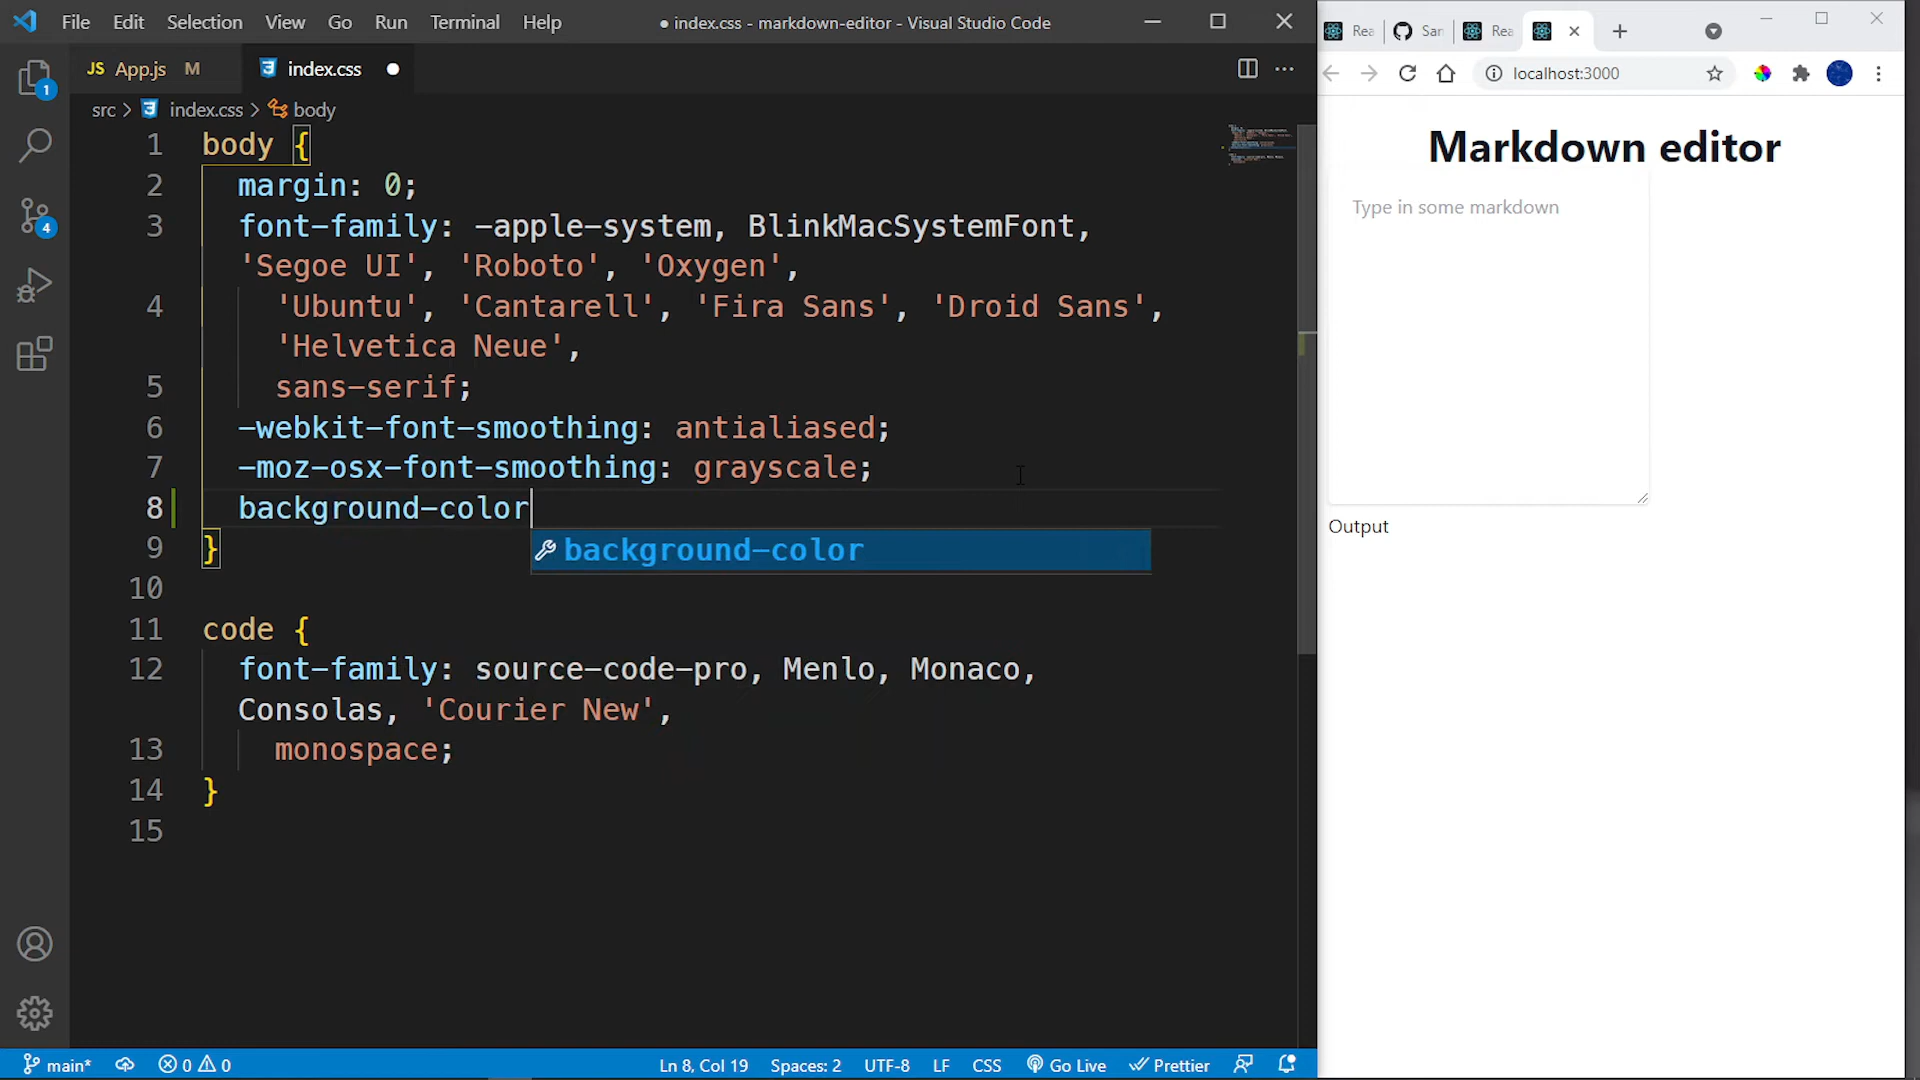 File Edit Selection View Go Run Terminal Help
● index.css - markdown-editor - Visual Studio Code
JS App.js M
index.css ●
src > index.css > body
1 body {
2 margin: 0;
3 font-family: -apple-system, BlinkMacSystemFont,
'Segoe UI', 'Roboto', 'Oxygen',
4 'Ubuntu', 'Cantarell', 'Fira Sans', 'Droid Sans',
'Helvetica Neue',
5 sans-serif;
6 -webkit-font-smoothing: antialiased;
7 -moz-osx-font-smoothing: grayscale;
8 background-color
background-color
9 }
10
11 code {
12 font-family: source-code-pro, Menlo, Monaco,
Consolas, 'Courier New',
13 monospace;
14 }
15
1
4
main* 0 0
Ln 8, Col 19 Spaces: 2 UTF-8 LF CSS Go Live Prettier
Rea San Rea
localhost:3000
Markdown editor
Type in some markdown
Output